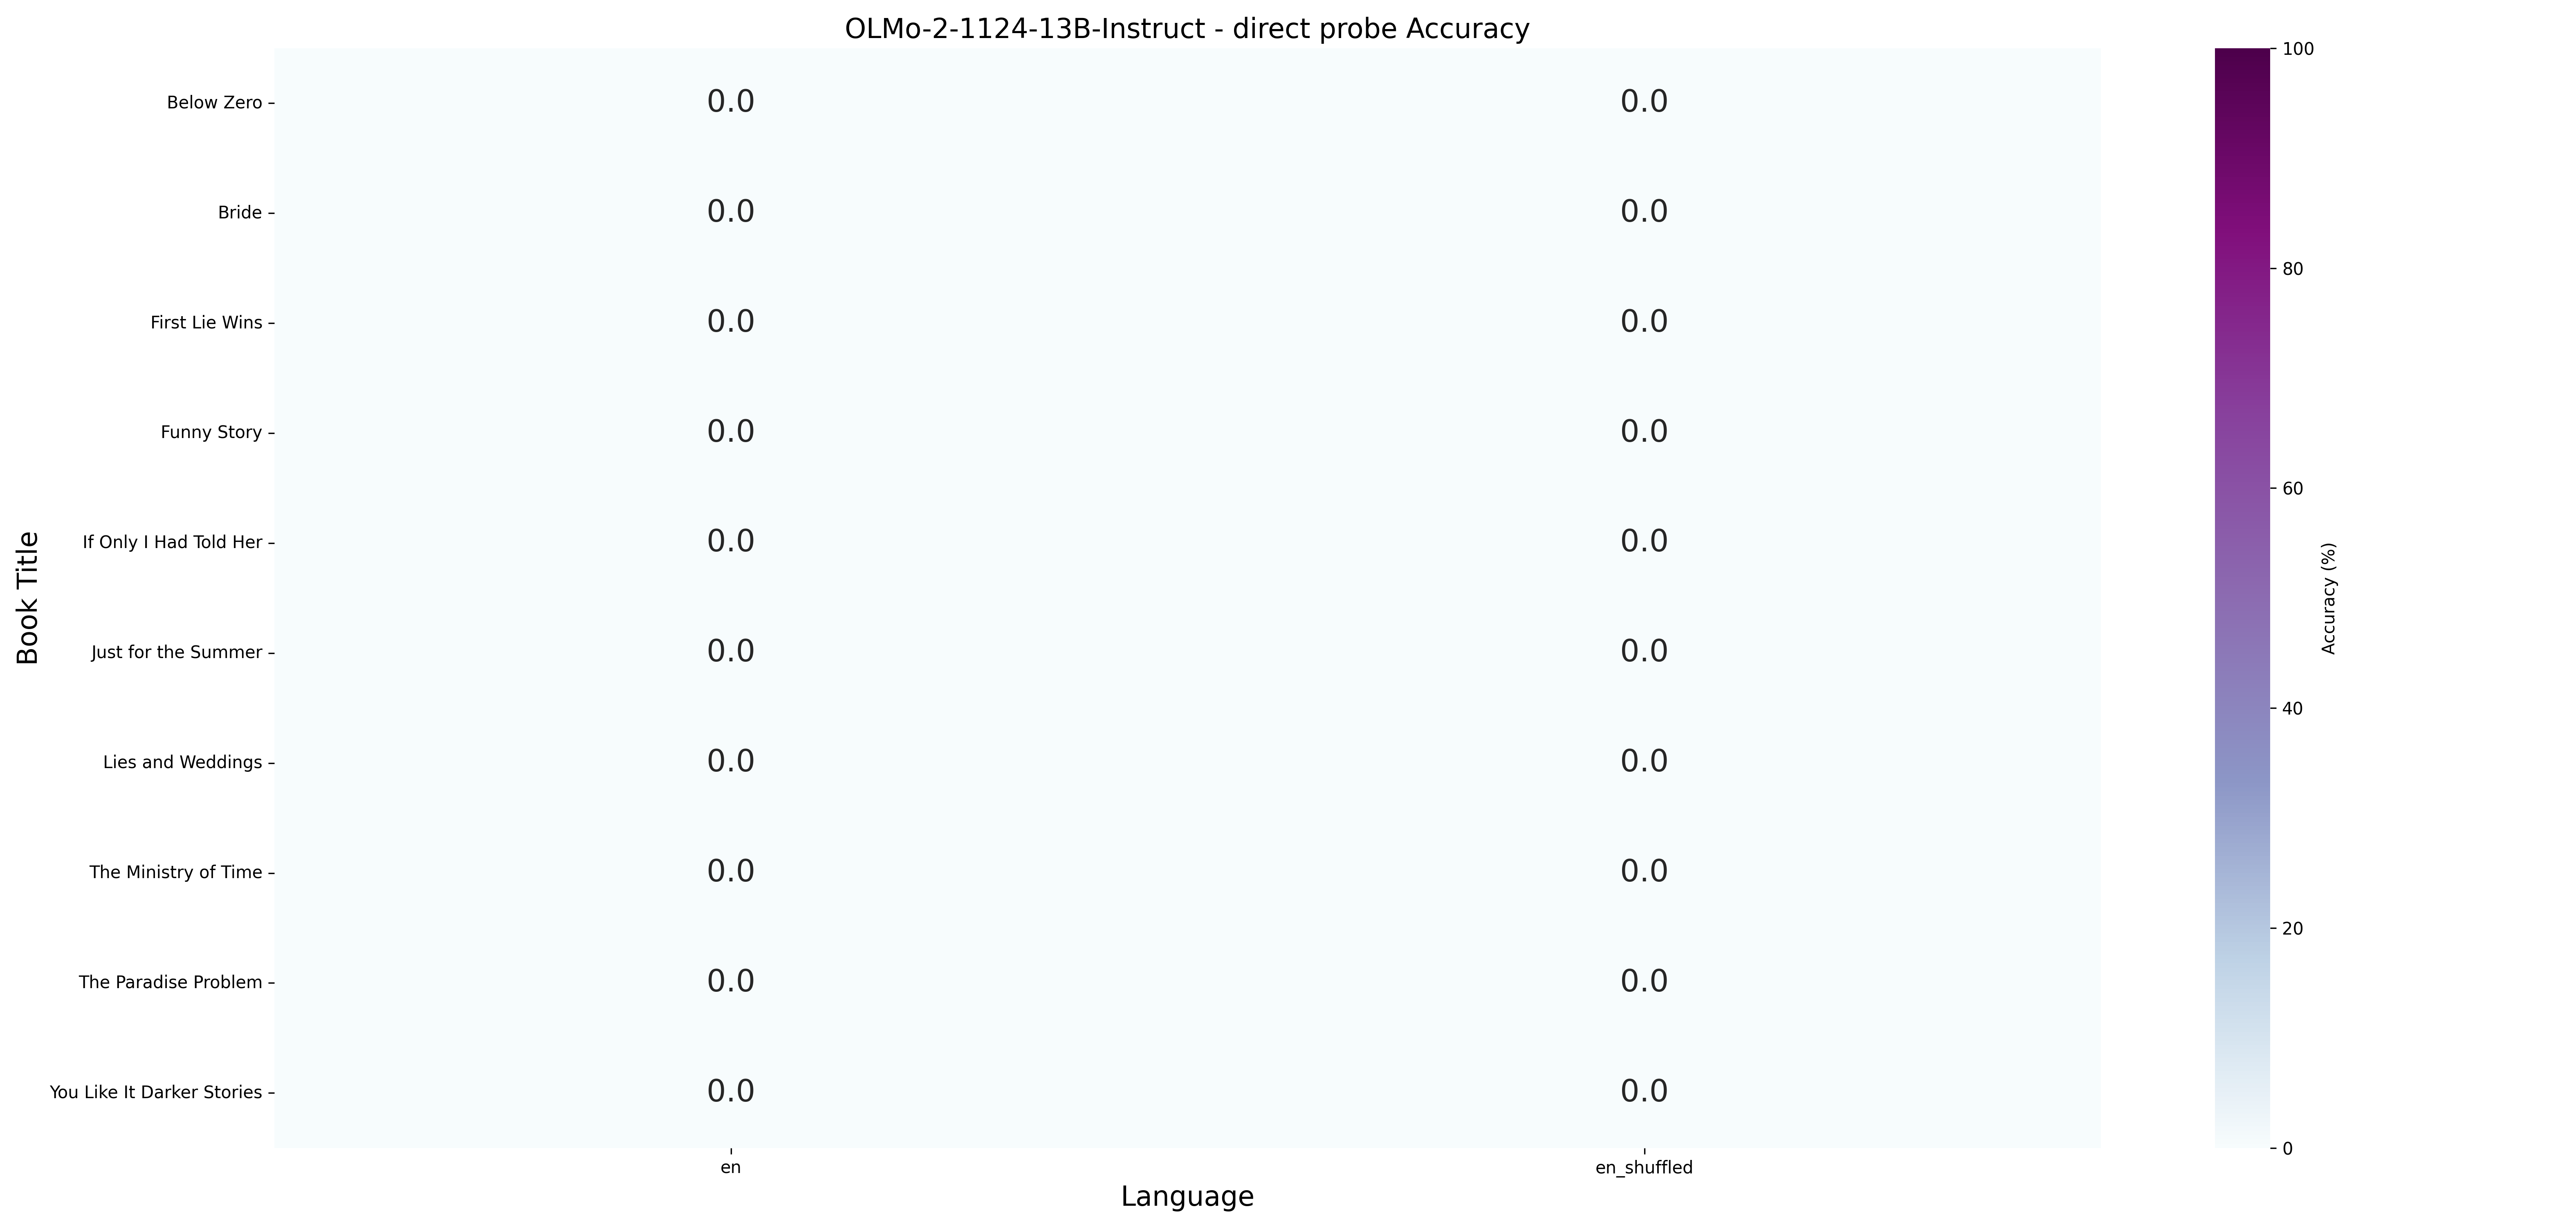 OLMo-2-1124-13B-Instruct - direct probe Accuracy
Book Title
Below Zero 0.0 0.0
Bride 0.0 0.0
First Lie Wins 0.0 0.0
Funny Story 0.0 0.0
If Only I Had Told Her 0.0 0.0
Just for the Summer 0.0 0.0
Lies and Weddings 0.0 0.0
The Ministry of Time 0.0 0.0
The Paradise Problem 0.0 0.0
You Like It Darker Stories 0.0 0.0
en en_shuffled
Language
100
80
60
40
20
0
Accuracy (%)